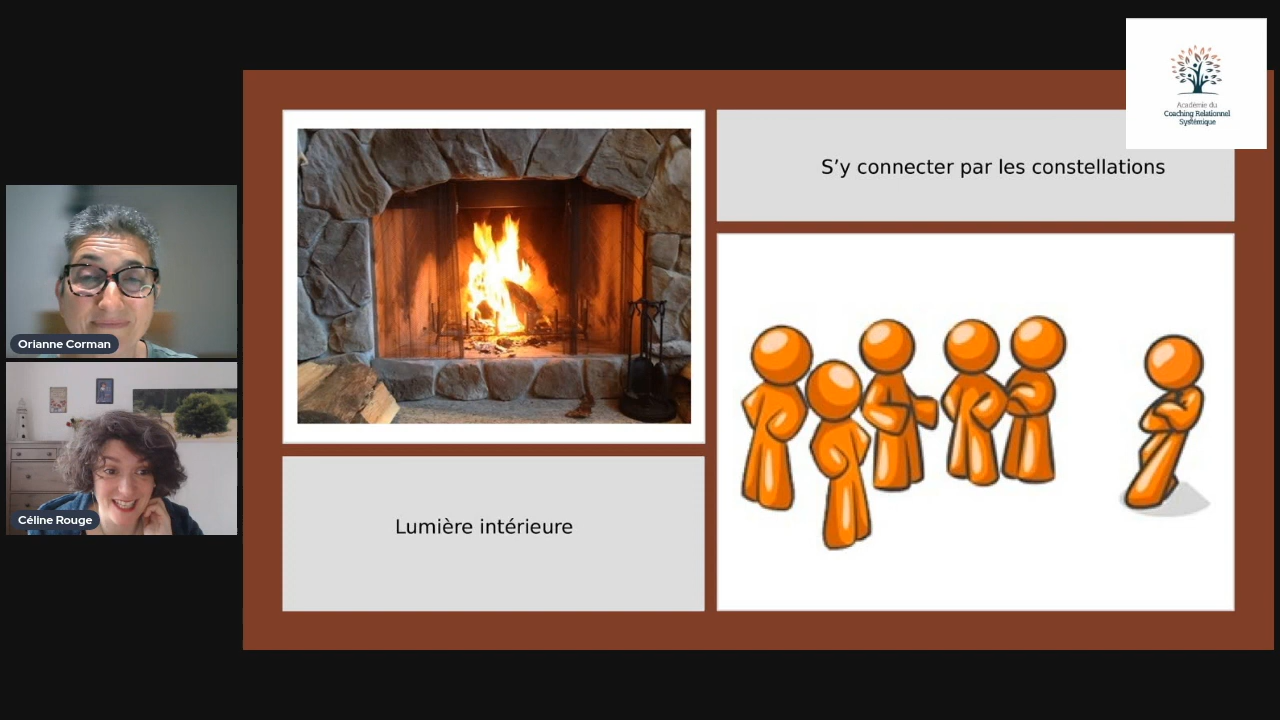 Académie du
Coaching Relationnel
Systémique
S’y connecter par les constellations
Lumière intérieure
Orianne Corman
Céline Rouge